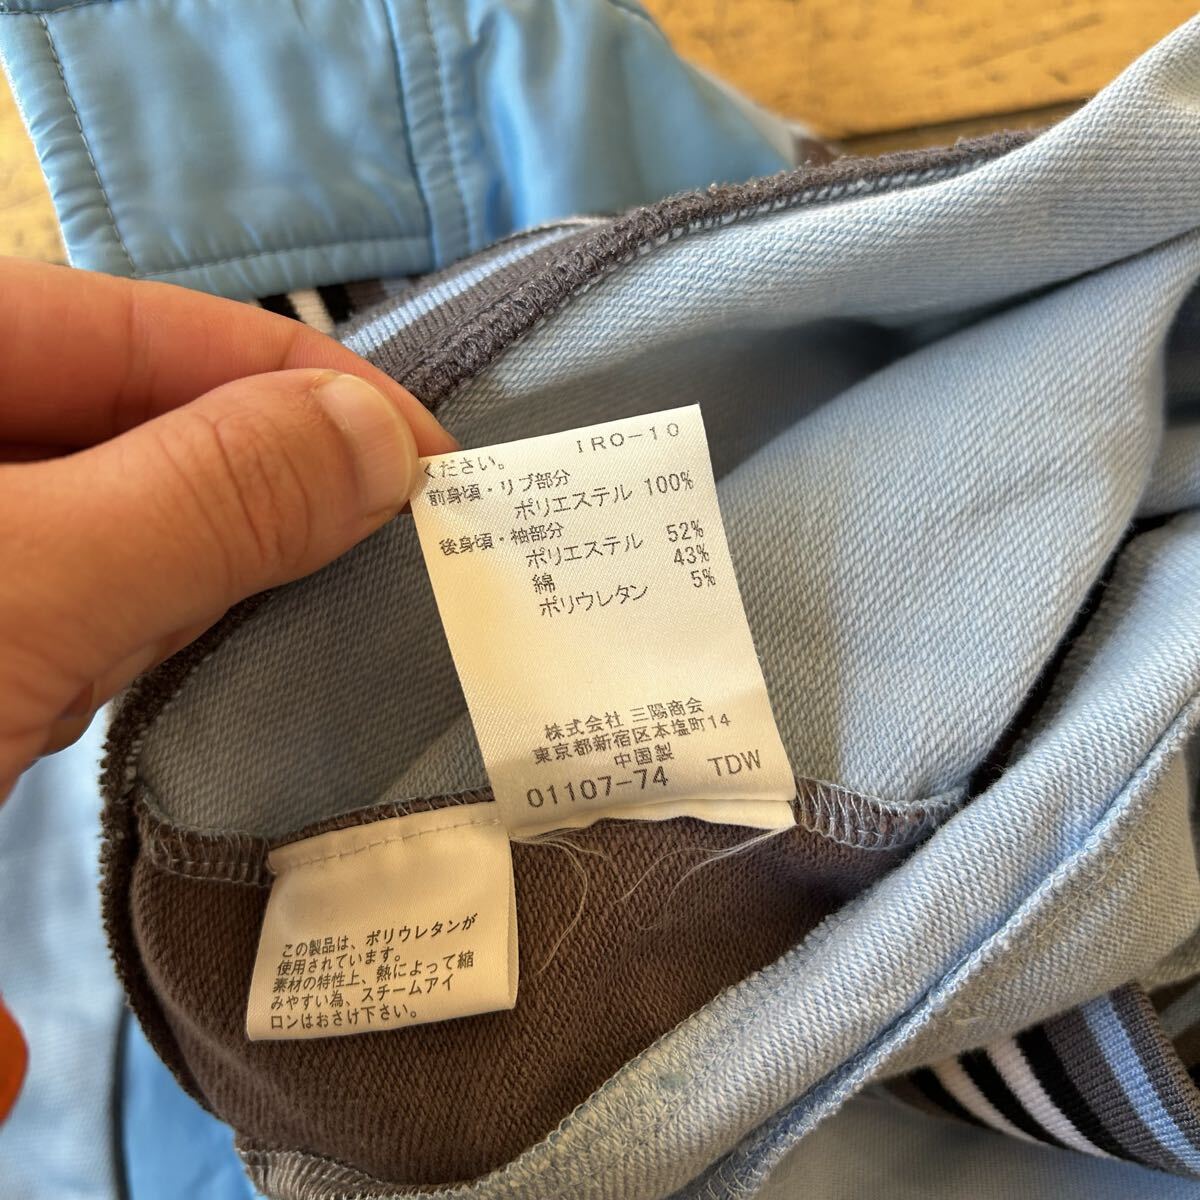 IRO-10
ください。
前身頃・リブ部分
ポリエステル 100%
後身頃・袖部分
ポリエステル 52%
綿 43%
ポリウレタン 5%
株式会社 三陽商会
東京都新宿区本塩町14
中国製
01107-74 TDW
この製品は、ポリウレタンが
使用されています。
素材の特性上、熱によって縮
みやすい為、スチームアイ
ロンはおさけ下さい。